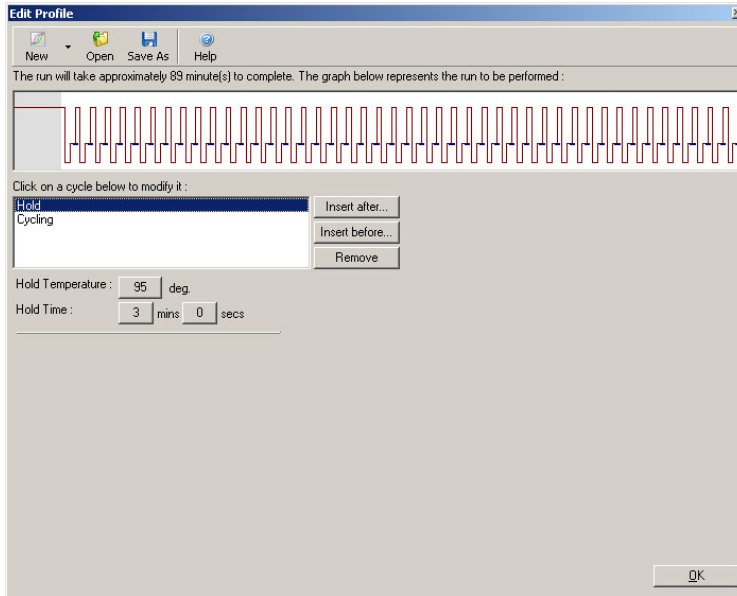 Edit Profile
New Open Save As Help
The run will take approximately 89 minute(s) to complete. The graph below represents the run to be performed :
Click on a cycle below to modify it :
Hold
Cycling
Insert after...
Insert before...
Remove
Hold Temperature : 95 deg.
Hold Time : 3 mins 0 secs
OK